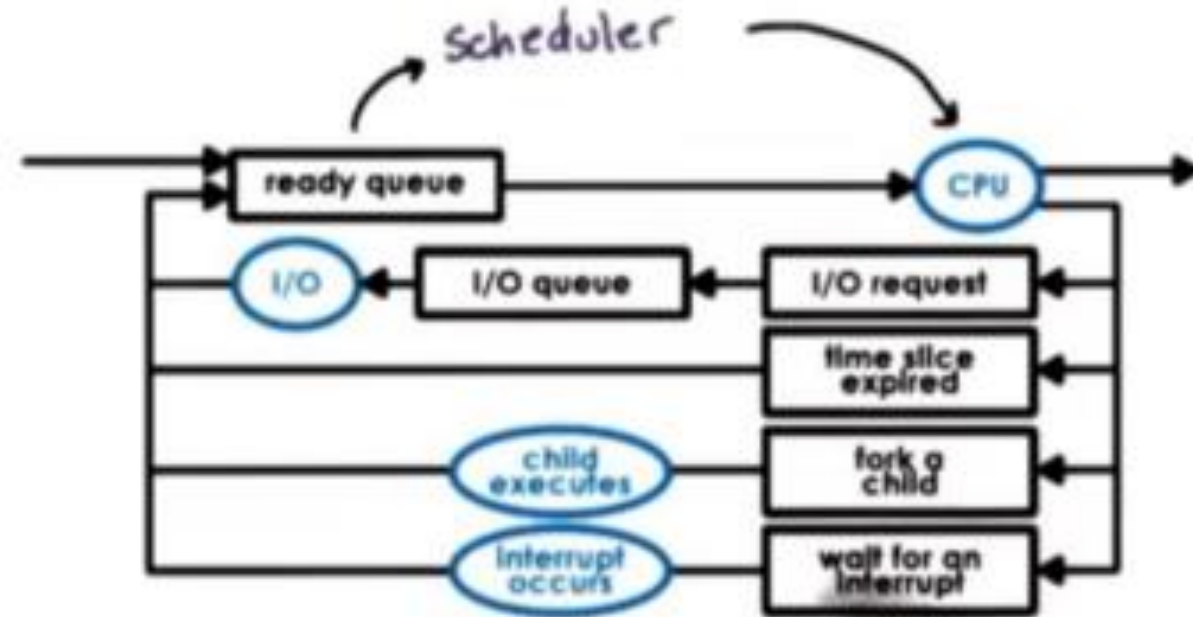 scheduler
ready queue
CPU
I/O
I/O queue
I/O request
time slice
expired
child
executes
fork a
child
interrupt
occurs
wait for an
interrupt